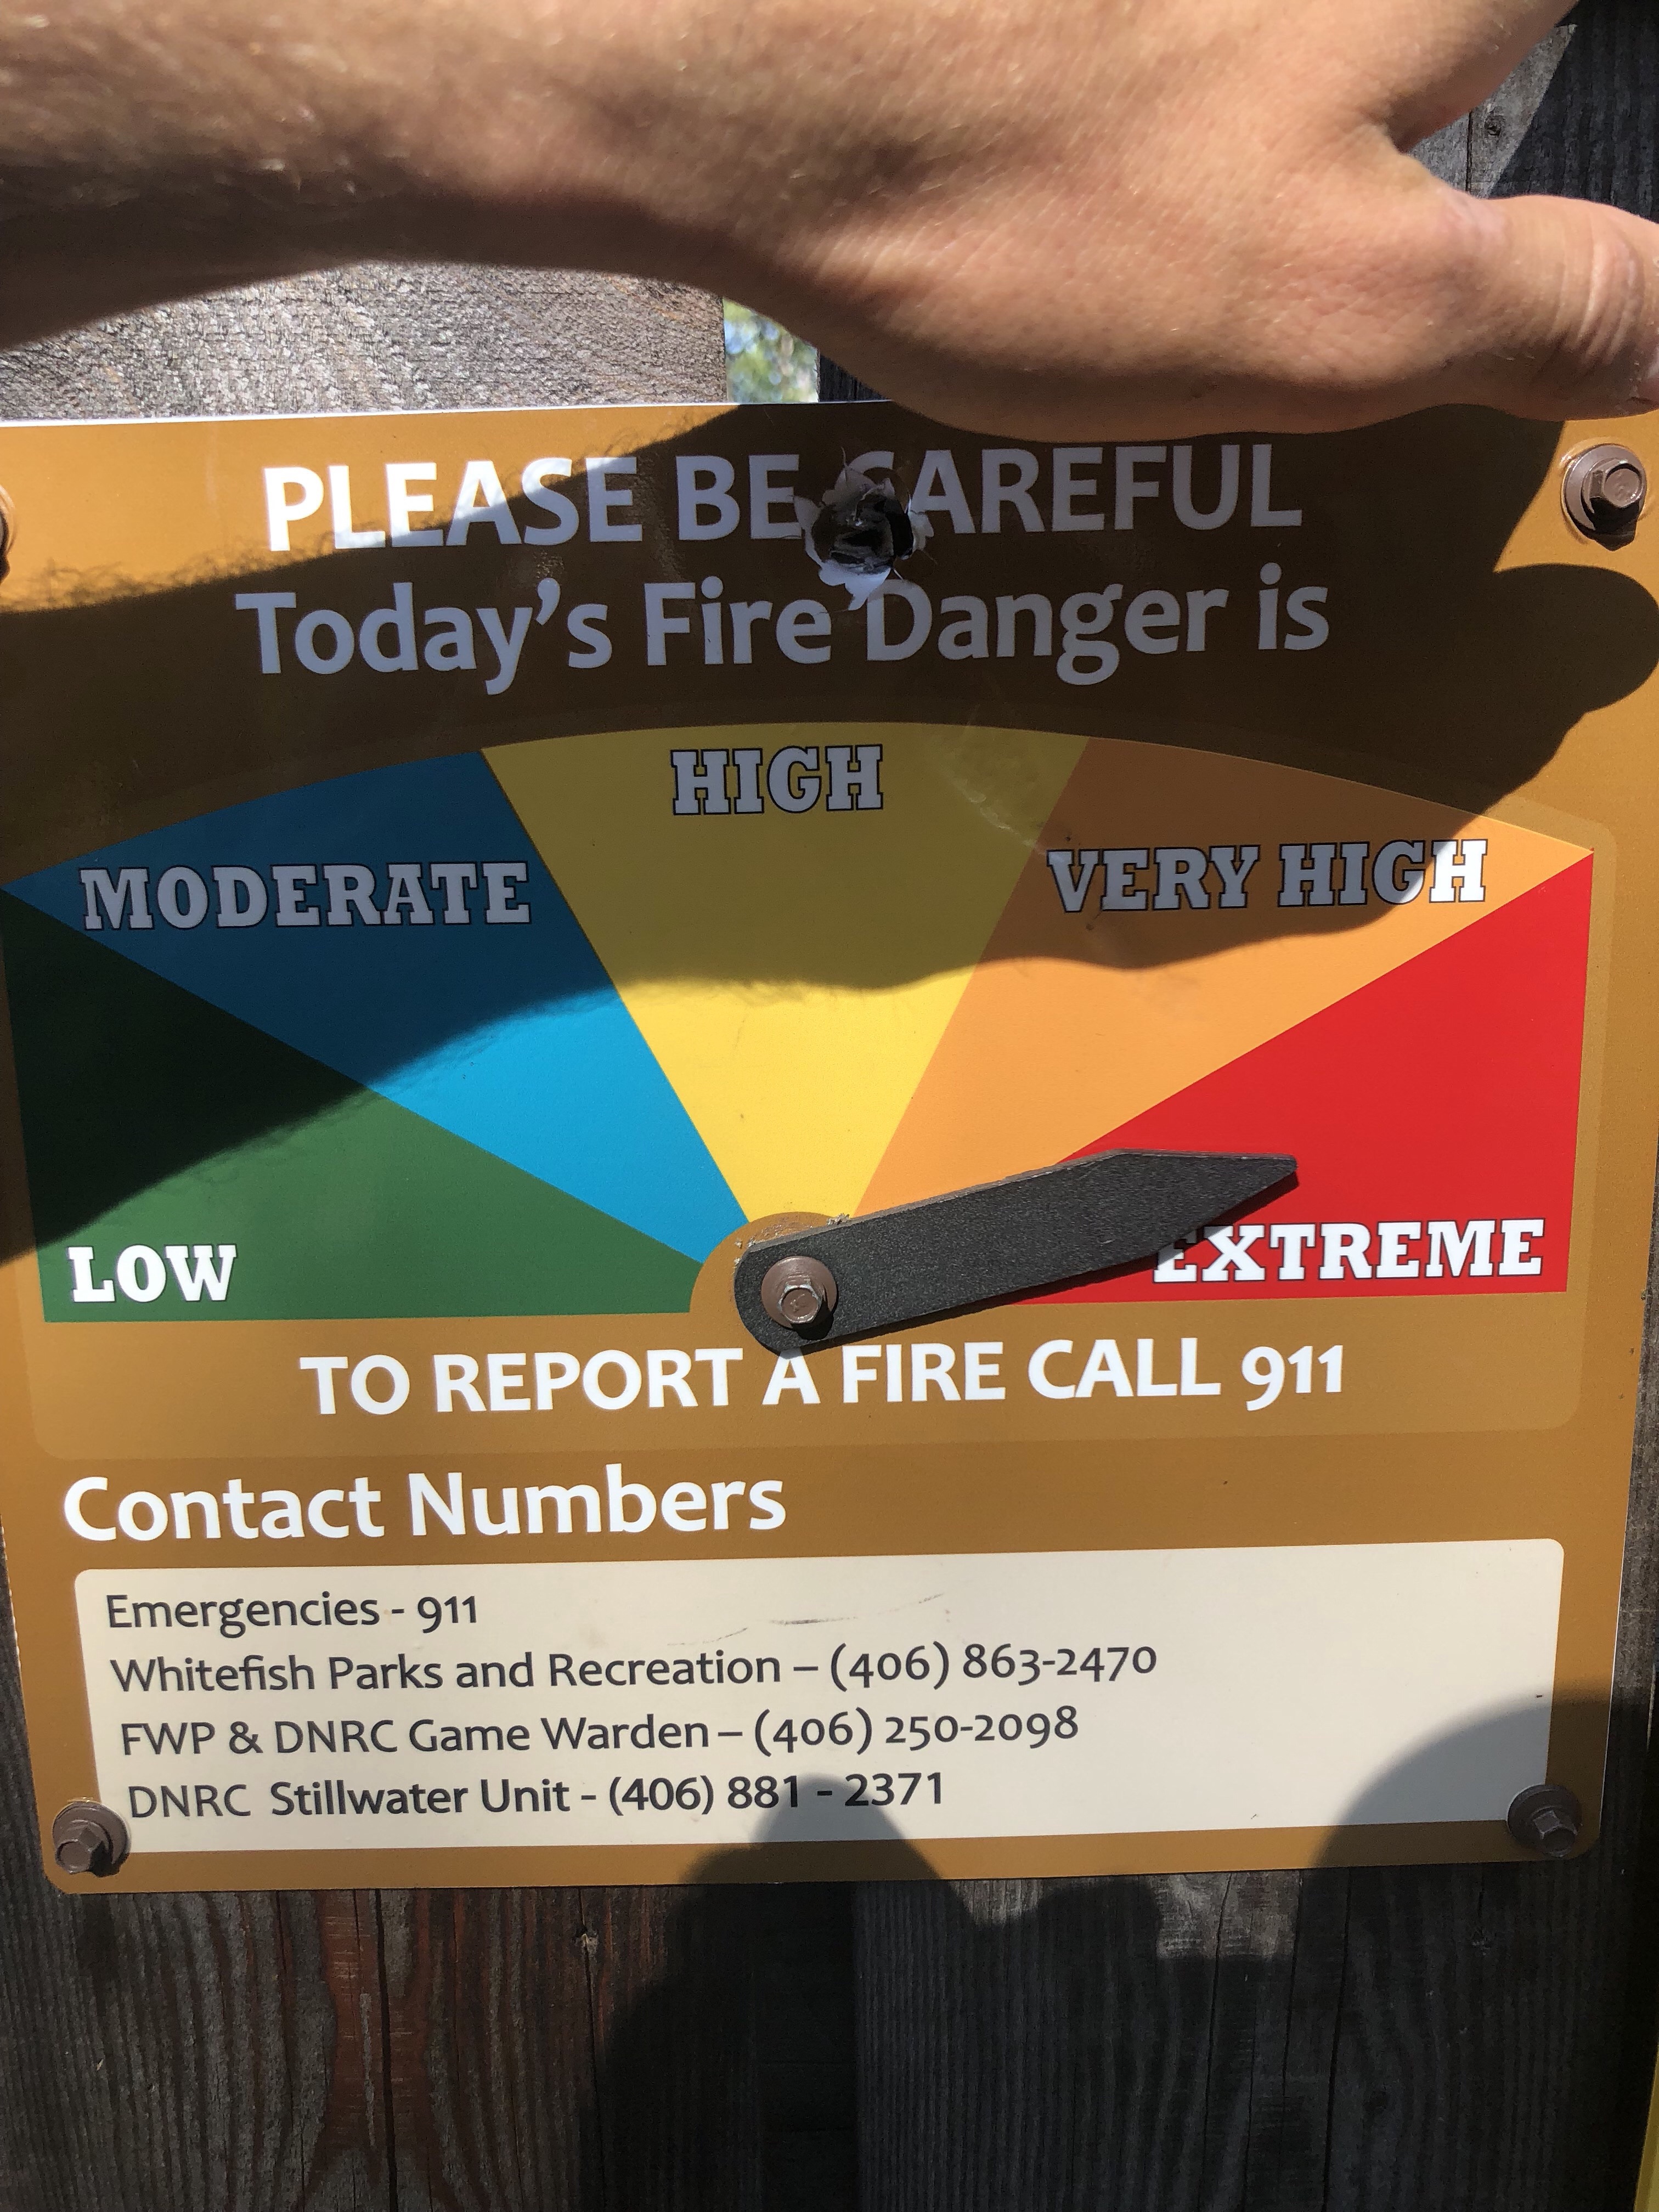 PLEASE BE CAREFUL
Today's Fire Danger is
HIGH
MODERATE
VERY HIGH
LOW
EXTREME
TO REPORT A FIRE CALL 911
Contact Numbers
Emergencies - 911
Whitefish Parks and Recreation – (406) 863-2470
FWP & DNRC Game Warden – (406) 250-2098
DNRC Stillwater Unit - (406) 881 - 2371